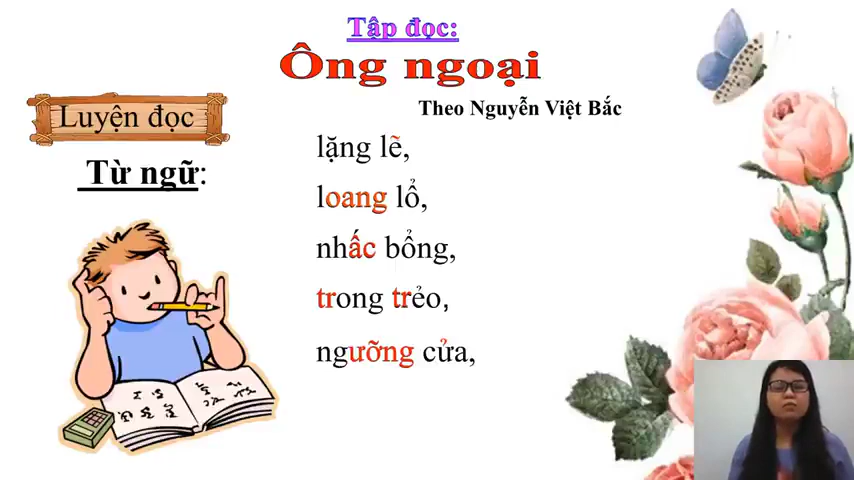 Tập đọc:
Ông ngoại
Theo Nguyễn Việt Bắc
Luyện đọc
Từ ngữ:
lặng lẽ,
loang lổ,
nhấc bổng,
trong trẻo,
ngưỡng cửa,